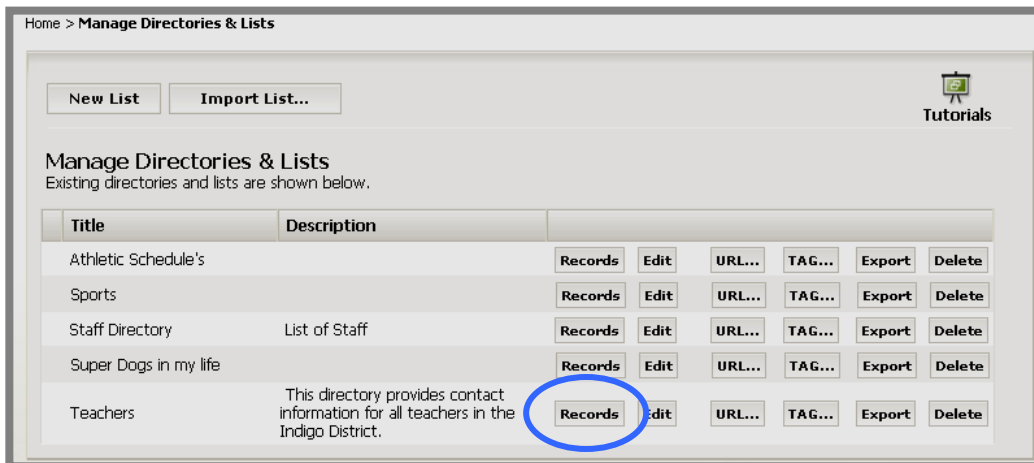 Home > Manage Directories & Lists
New List Import List...
Tutorials
Manage Directories & Lists
Existing directories and lists are shown below.
Title Description
Athletic Schedule's Records Edit URL... TAG... Export Delete
Sports Records Edit URL... TAG... Export Delete
Staff Directory List of Staff Records Edit URL... TAG... Export Delete
Super Dogs in my life Records Edit URL... TAG... Export Delete
This directory provides contact
Teachers information for all teachers in the Records Edit URL... TAG... Export Delete
Indigo District.